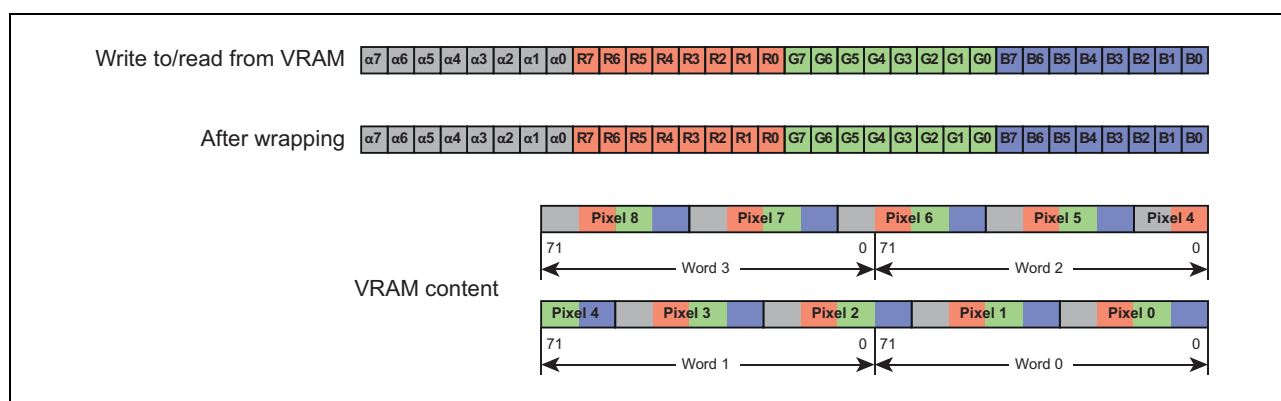 Write to/read from VRAM α7 α6 α5 α4 α3 α2 α1 α0 R7 R6 R5 R4 R3 R2 R1 R0 G7 G6 G5 G4 G3 G2 G1 G0 B7 B6 B5 B4 B3 B2 B1 B0
After wrapping α7 α6 α5 α4 α3 α2 α1 α0 R7 R6 R5 R4 R3 R2 R1 R0 G7 G6 G5 G4 G3 G2 G1 G0 B7 B6 B5 B4 B3 B2 B1 B0
Pixel 8 Pixel 7 Pixel 6 Pixel 5 Pixel 4
71 0 71 0
Word 3 Word 2
VRAM content
Pixel 4 Pixel 3 Pixel 2 Pixel 1 Pixel 0
71 0 71 0
Word 1 Word 0